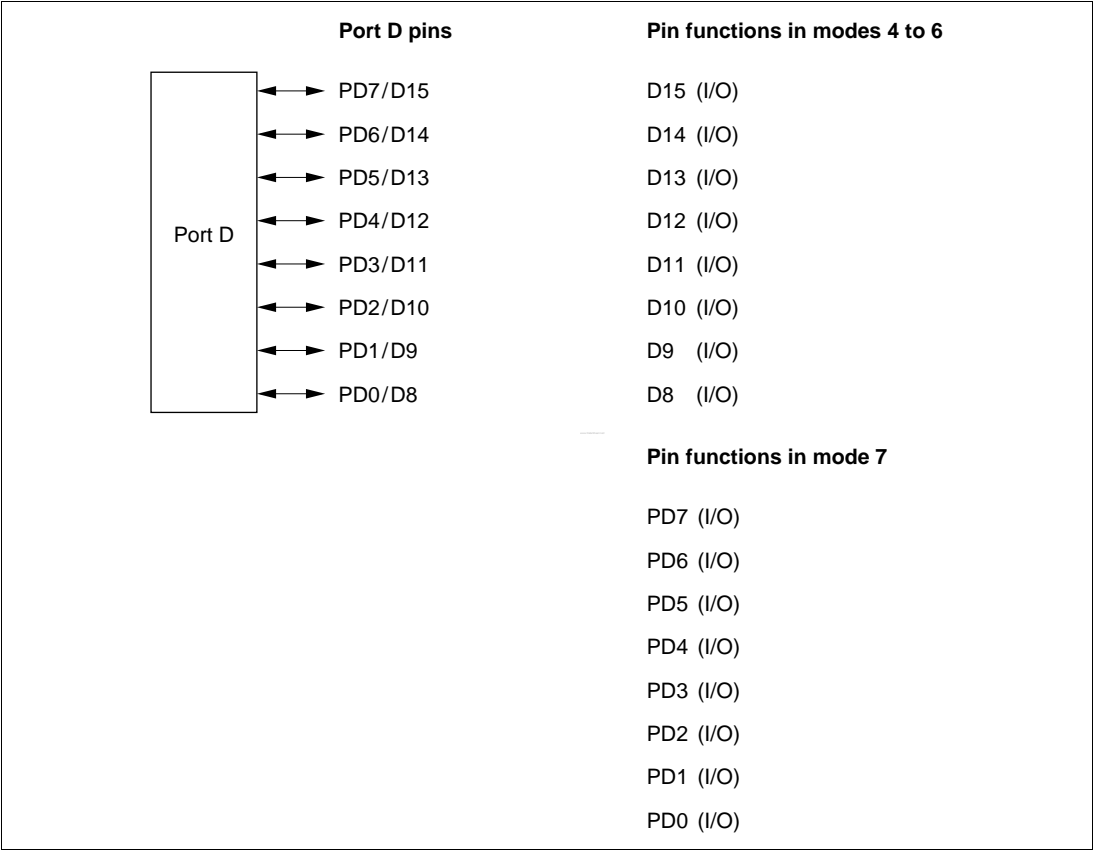 Port D pins Pin functions in modes 4 to 6
PD7/D15 D15 (I/O)
PD6/D14 D14 (I/O)
PD5/D13 D13 (I/O)
PD4/D12 D12 (I/O)
Port D
PD3/D11 D11 (I/O)
PD2/D10 D10 (I/O)
PD1/D9 D9 (I/O)
PD0/D8 D8 (I/O)
Pin functions in mode 7
PD7 (I/O)
PD6 (I/O)
PD5 (I/O)
PD4 (I/O)
PD3 (I/O)
PD2 (I/O)
PD1 (I/O)
PD0 (I/O)